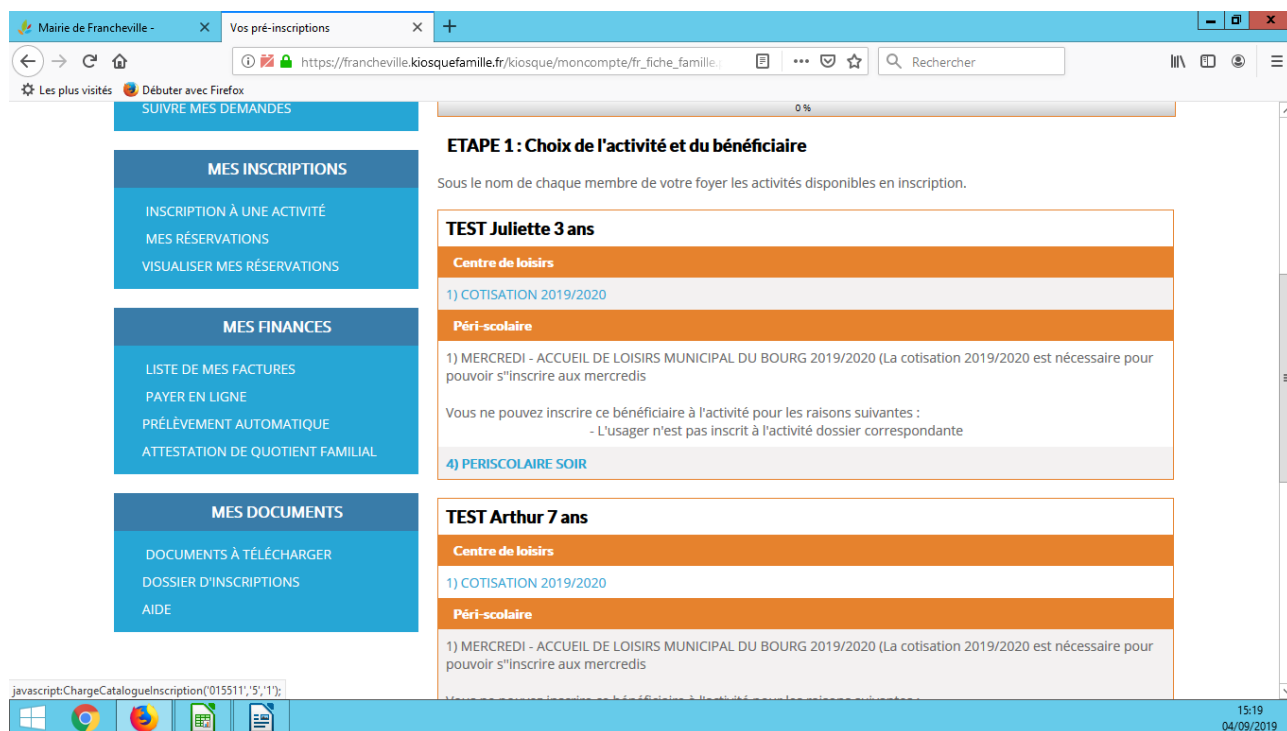 Mairie de Francheville -
Vos pré-inscriptions
https://francheville.kiosquefamille.fr/kiosque/moncompte/fr_fiche_famille.
Rechercher
Les plus visités
Débuter avec Firefox
SUIVRE MES DEMANDES
MES INSCRIPTIONS
INSCRIPTION À UNE ACTIVITÉ
MES RÉSERVATIONS
VISUALISER MES RÉSERVATIONS
MES FINANCES
LISTE DE MES FACTURES
PAYER EN LIGNE
PRÉLÈVEMENT AUTOMATIQUE
ATTESTATION DE QUOTIENT FAMILIAL
MES DOCUMENTS
DOCUMENTS À TÉLÉCHARGER
DOSSIER D'INSCRIPTIONS
AIDE
0 %
ETAPE 1 : Choix de l'activité et du bénéficiaire
Sous le nom de chaque membre de votre foyer les activités disponibles en inscription.
TEST Juliette 3 ans
Centre de loisirs
1) COTISATION 2019/2020
Péri-scolaire
1) MERCREDI - ACCUEIL DE LOISIRS MUNICIPAL DU BOURG 2019/2020 (La cotisation 2019/2020 est nécessaire pour
pouvoir s''inscrire aux mercredis
Vous ne pouvez inscrire ce bénéficiaire à l'activité pour les raisons suivantes :
- L'usager n'est pas inscrit à l'activité dossier correspondante
4) PERISCOLAIRE SOIR
TEST Arthur 7 ans
Centre de loisirs
1) COTISATION 2019/2020
Péri-scolaire
1) MERCREDI - ACCUEIL DE LOISIRS MUNICIPAL DU BOURG 2019/2020 (La cotisation 2019/2020 est nécessaire pour
pouvoir s''inscrire aux mercredis
javascript:ChargeCatalogueInscription('015511','5','1');
15:19
04/09/2019